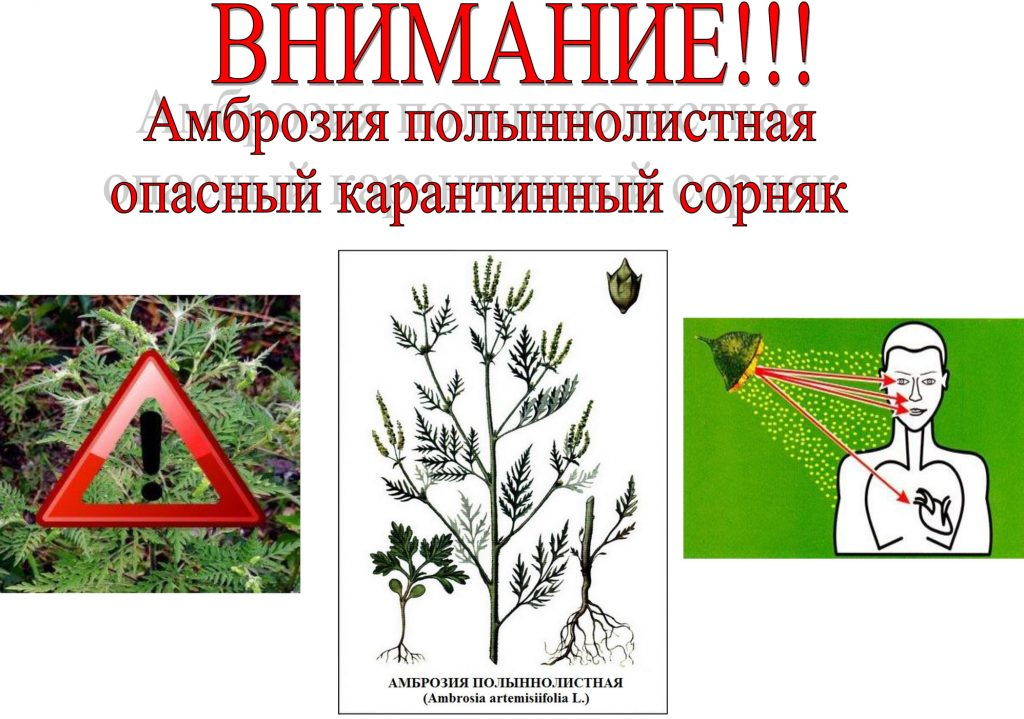 ВНИМАНИЕ!!!
Амброзия полыннолистная
опасный карантинный сорняк
АМБРОЗИЯ ПОЛЫННОЛИСТНАЯ
(Ambrosia artemisiifolia L.)